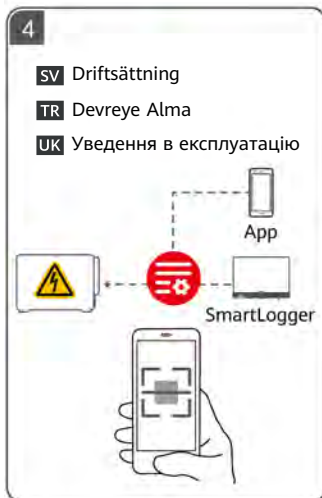 4
SV Driftsättning
TR Devreye Alma
UK Уведення в експлуатацію
App
SmartLogger